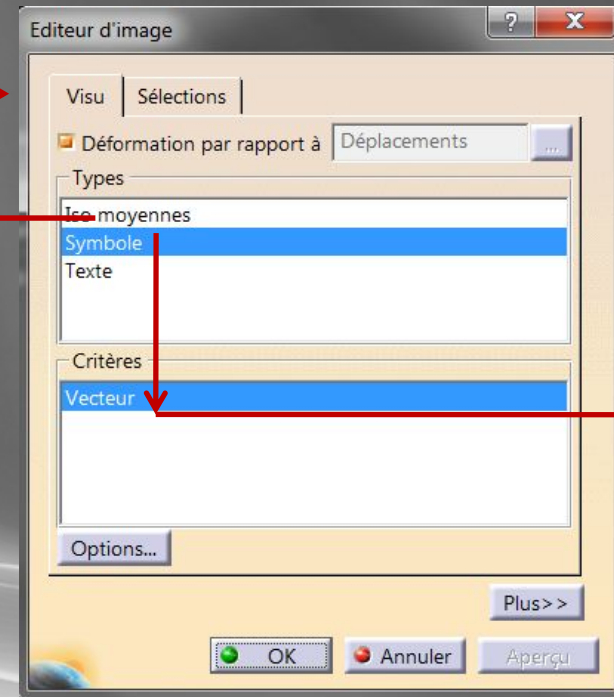 Editeur d'image
?
X
Visu
Sélections
Déformation par rapport à Déplacements ...
Types
Iso moyennes
Symbole
Texte
Critères
Vecteur
Options...
Plus>>
OK Annuler Aperçu